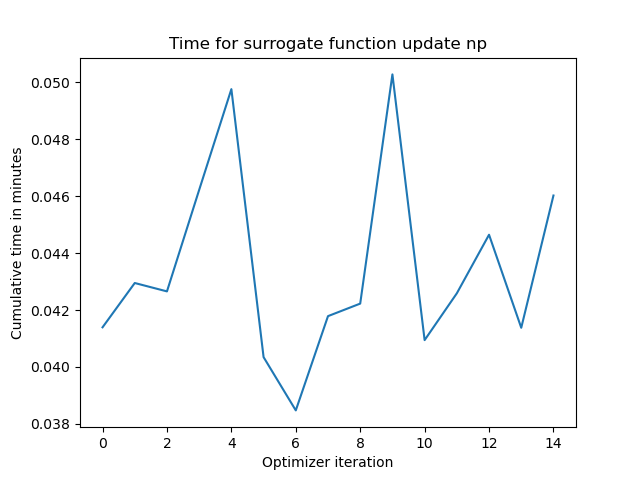 Time for surrogate function update np
0.050
0.048
0.046
0.044
0.042
0.040
0.038
Cumulative time in minutes
0 2 4 6 8 10 12 14
Optimizer iteration